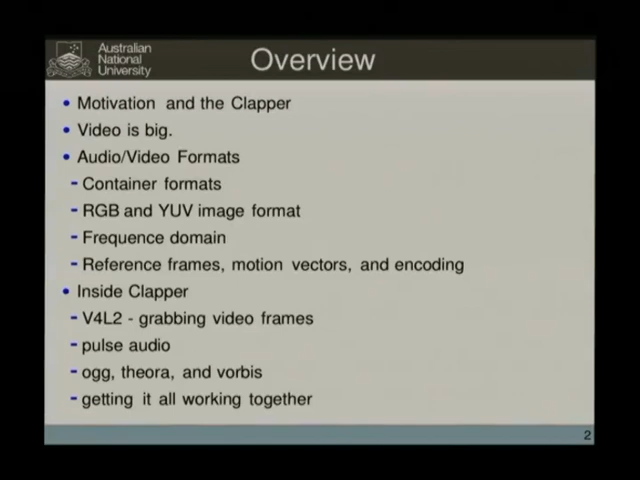 Australian
National
University
Overview
• Motivation and the Clapper
• Video is big.
• Audio/Video Formats
- Container formats
- RGB and YUV image format
- Frequence domain
- Reference frames, motion vectors, and encoding
• Inside Clapper
- V4L2 - grabbing video frames
- pulse audio
- ogg, theora, and vorbis
- getting it all working together
2